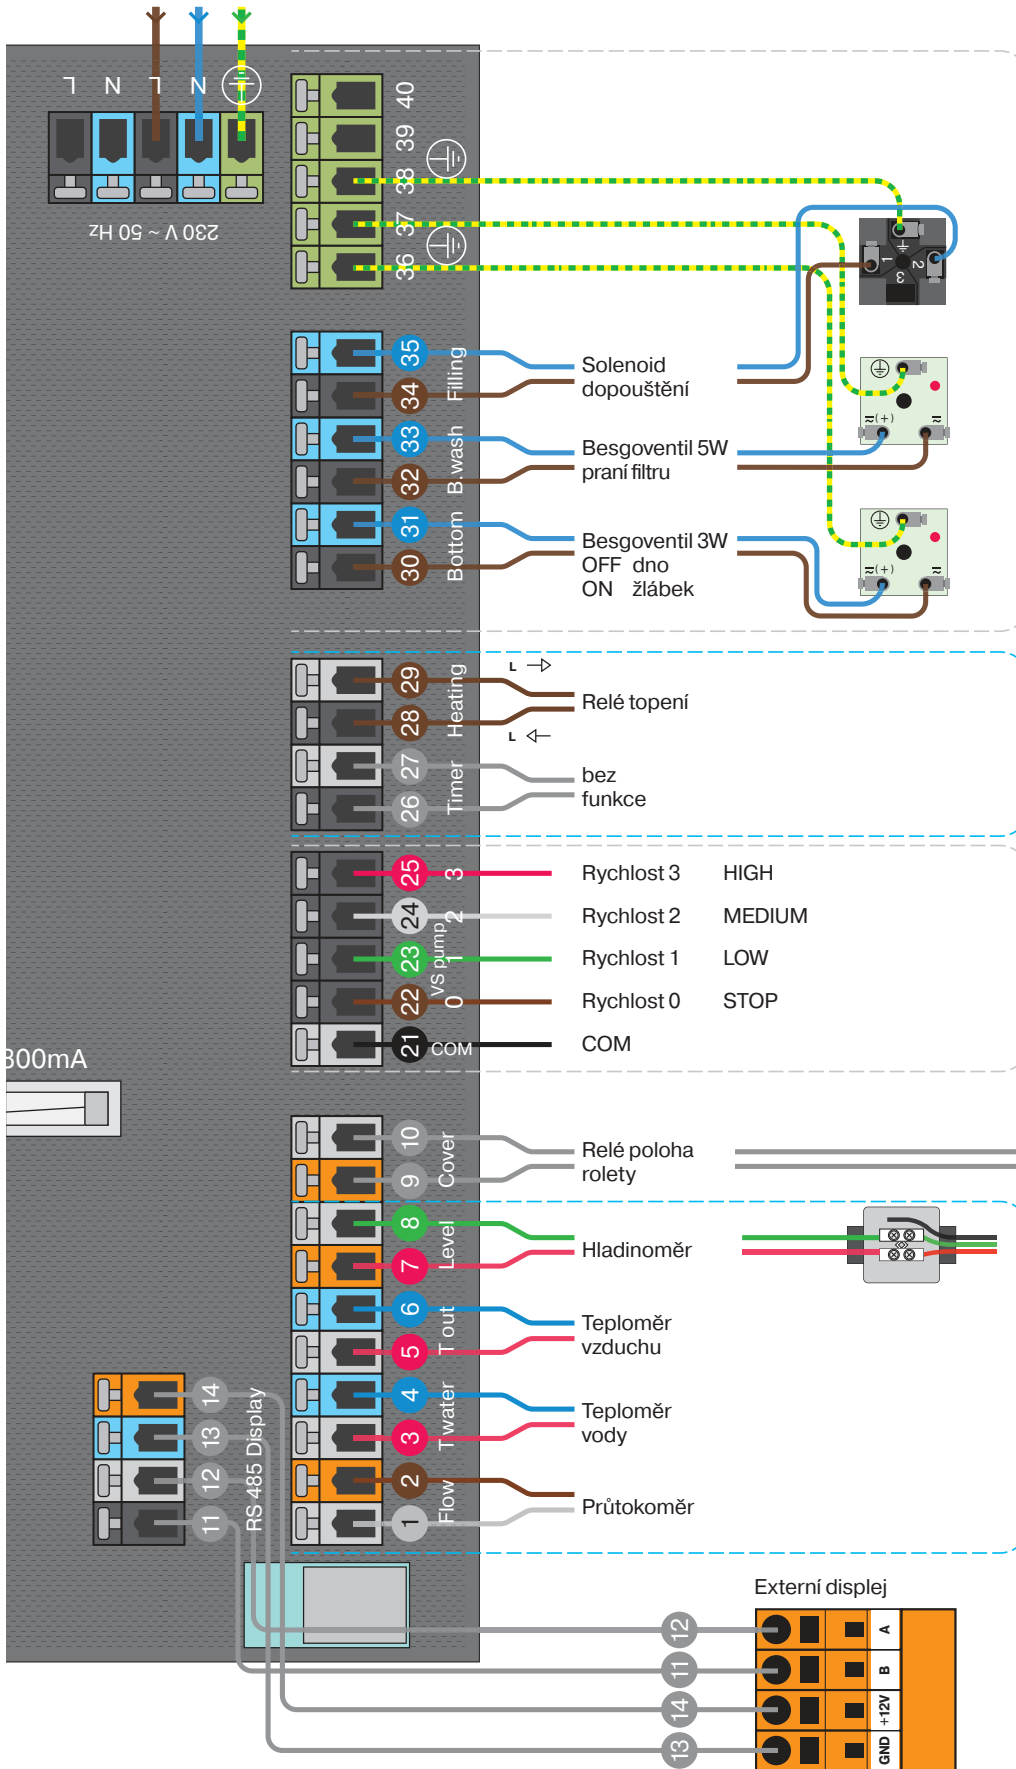 L N L N
230 V ~ 50 Hz
40
39
38
37
36
1 2 3
35
34
Filling
Solenoid
dopouštění
33
32
B.wash
Besgoventil 5W
praní filtru
≂(+) ≂
31
30
Bottom
Besgoventil 3W
OFF dno
ON žlábek
≂(+) ≂
29
28
Heating
L
L
Relé topení
27
26
Timer
bez
funkce
25 3 Rychlost 3 HIGH
24 2 Rychlost 2 MEDIUM
23 1 Rychlost 1 LOW
22 0 Rychlost 0 STOP
VS pump
21 COM COM
800mA
10
9
Cover
Relé poloha
rolety
8
7
Level
Hladinoměr
6
5
T out
Teploměr
vzduchu
4
3
T water
Teploměr
vody
2
1
Flow
Průtokoměr
14
13
12
11
RS 485 Display
Externí displej
12 A
11 B
14 +12V
13 GND